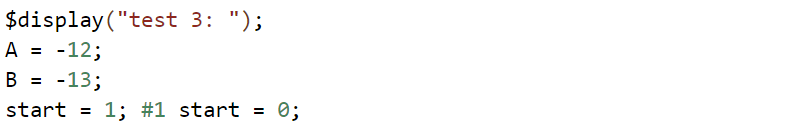 $display("test 3: ");
A = -12;
B = -13;
start = 1; #1 start = 0;